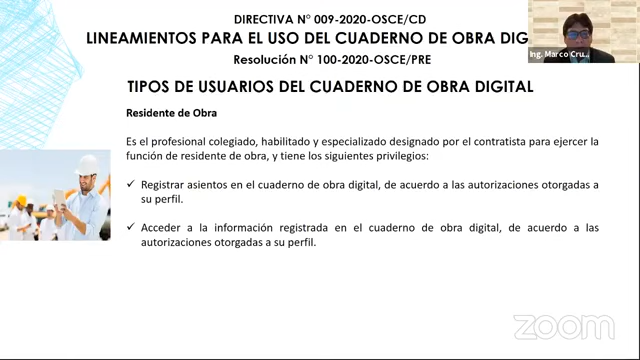 DIRECTIVA N° 009-2020-OSCE/CD
LINEAMIENTOS PARA EL USO DEL CUADERNO DE OBRA DIG
Resolución N° 100-2020-OSCE/PRE
Ing. Marco Cru...
TIPOS DE USUARIOS DEL CUADERNO DE OBRA DIGITAL
Residente de Obra
Es el profesional colegiado, habilitado y especializado designado por el contratista para ejercer la
función de residente de obra, y tiene los siguientes privilegios:
✓ Registrar asientos en el cuaderno de obra digital, de acuerdo a las autorizaciones otorgadas a
su perfil.
✓ Acceder a la información registrada en el cuaderno de obra digital, de acuerdo a las
autorizaciones otorgadas a su perfil.
zoom